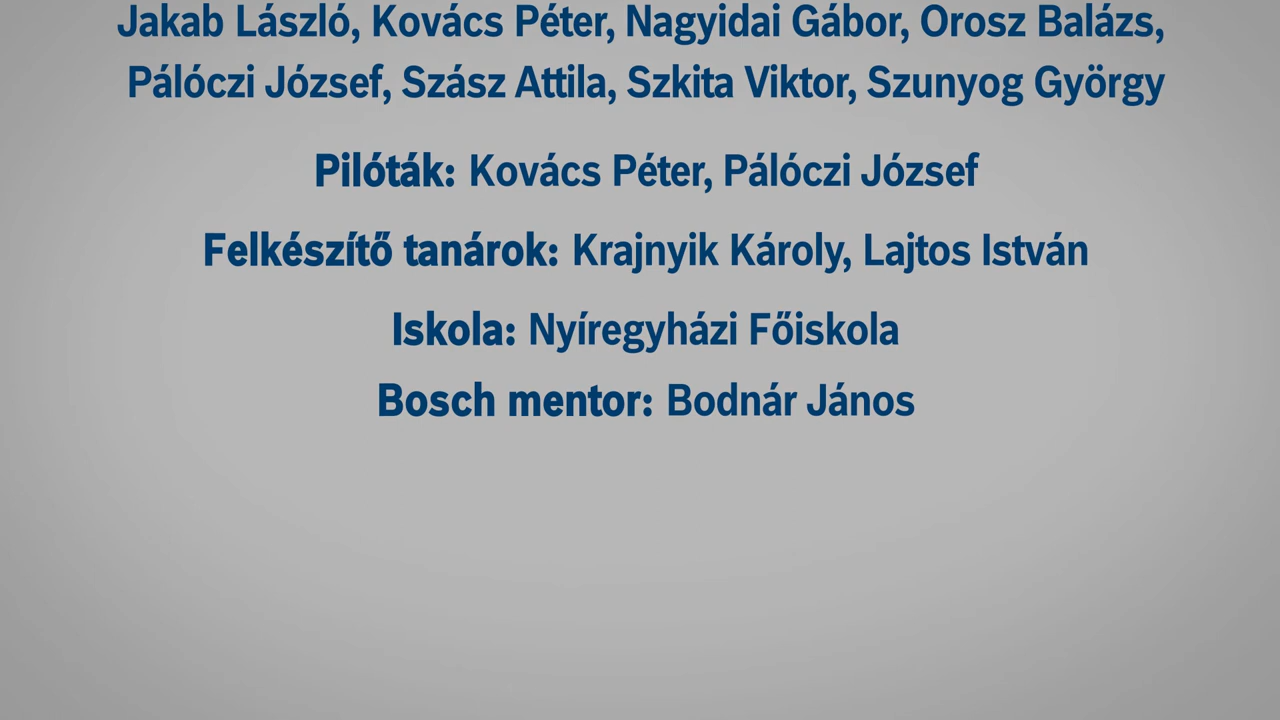 Jakab László, Kovács Péter, Nagyidai Gábor, Orosz Balázs,
Pálóczi József, Szász Attila, Szkita Viktor, Szunyog György
Pilóták: Kovács Péter, Pálóczi József
Felkészítő tanárok: Krajnyik Károly, Lajtos István
Iskola: Nyíregyházi Főiskola
Bosch mentor: Bodnár János